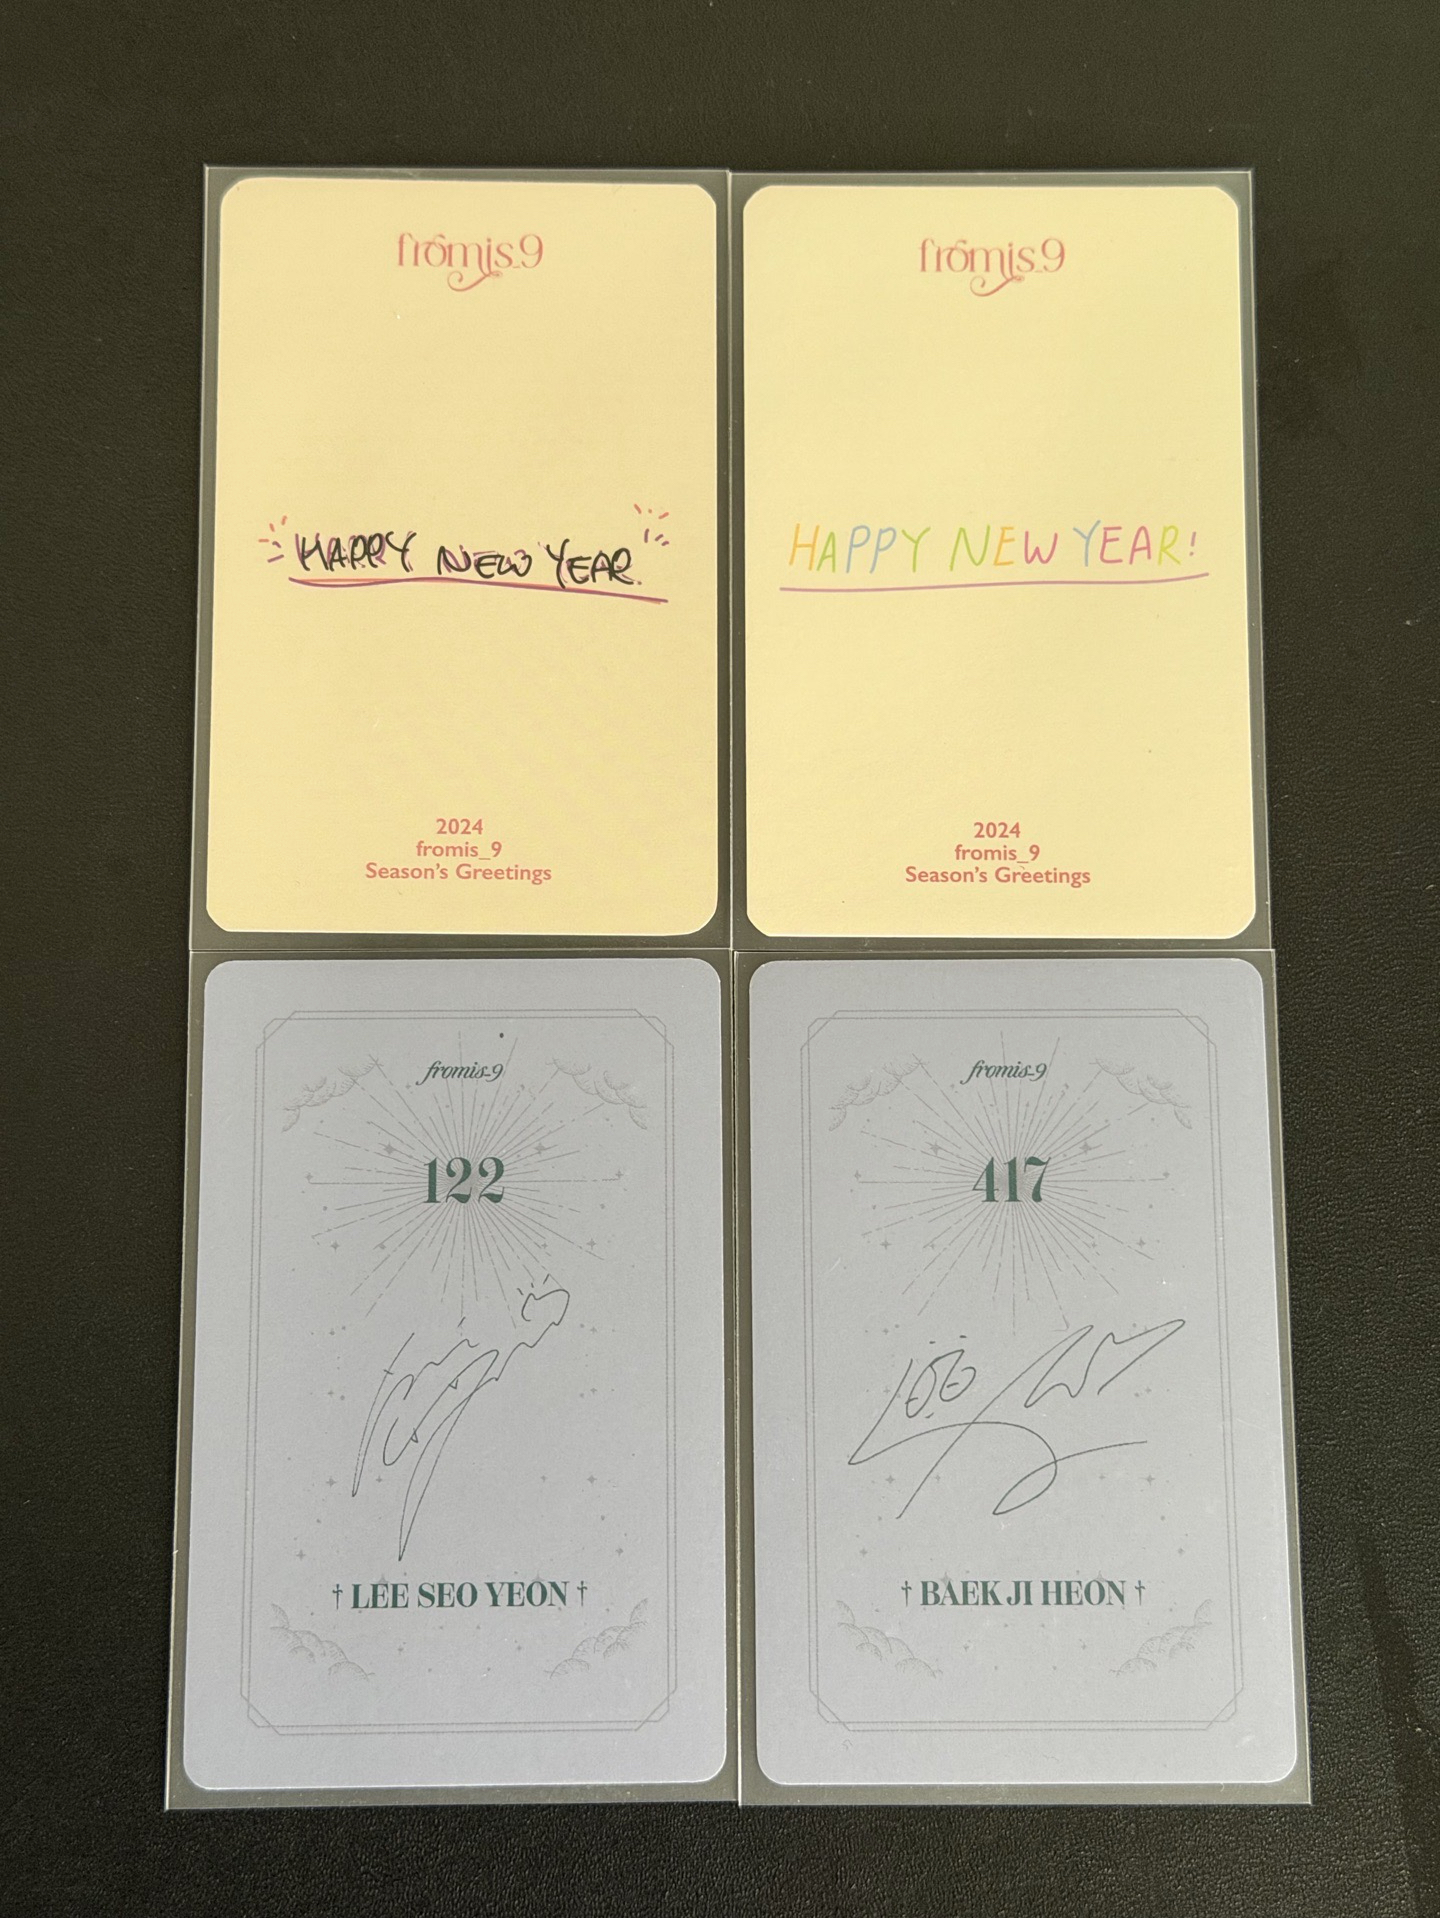 fromis_9
HAPPY NEW YEAR
2024
fromis_9
Season's Greetings
fromis_9
HAPPY NEW YEAR!
2024
fromis_9
Season's Greetings
fromis_9
122
† LEE SEO YEON †
fromis_9
417
† BAEK JI HEON †